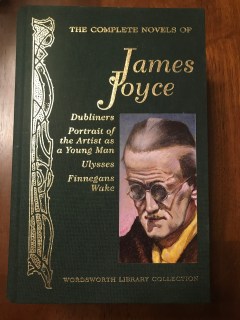 THE COMPLETE NOVELS OF
James
Joyce
Dubliners
Portrait of
the Artist as
a Young Man
Ulysses
Finnegans
Wake
WORDSWORTH LIBRARY COLLECTION